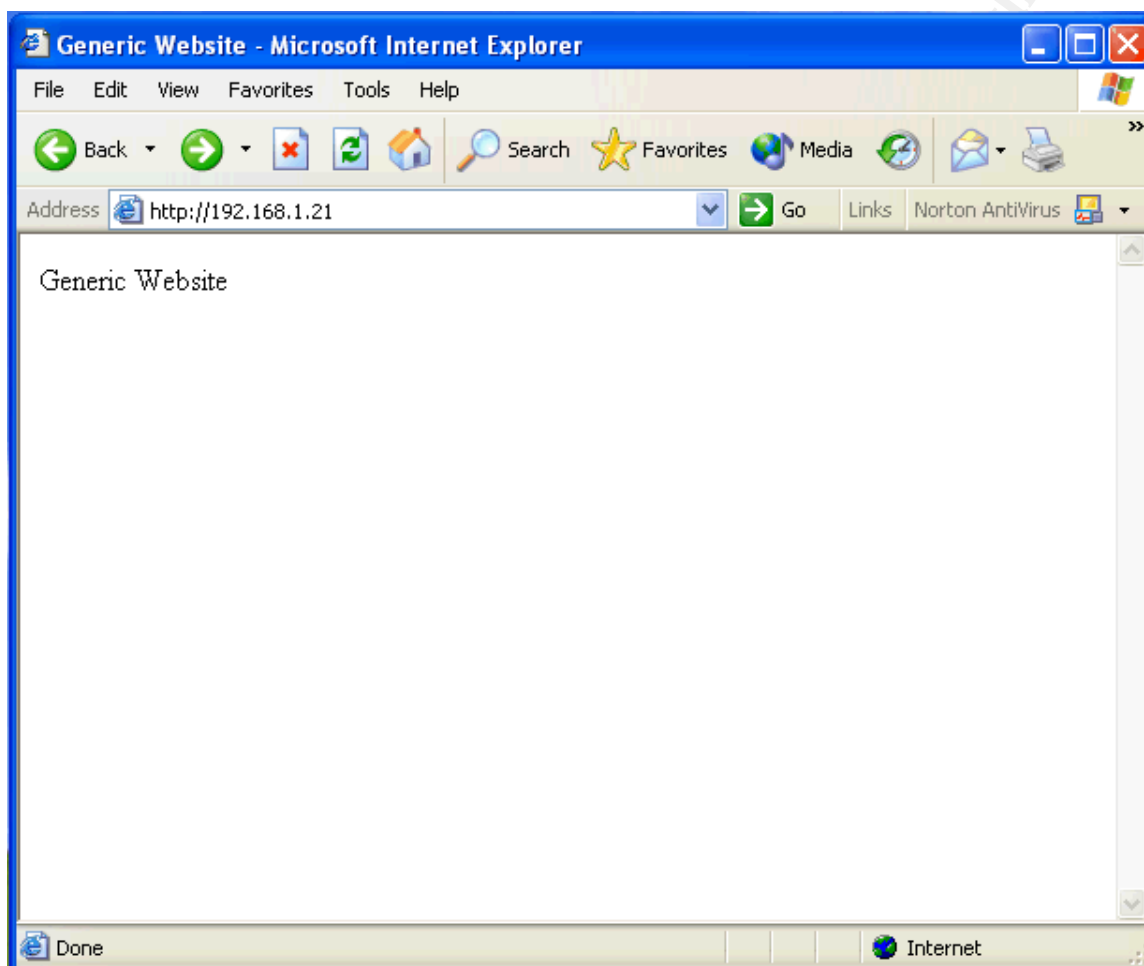 Generic Website - Microsoft Internet Explorer
File Edit View Favorites Tools Help
Back Search Favorites Media »
Address http://192.168.1.21 Go Links Norton AntiVirus
Generic Website
Done Internet